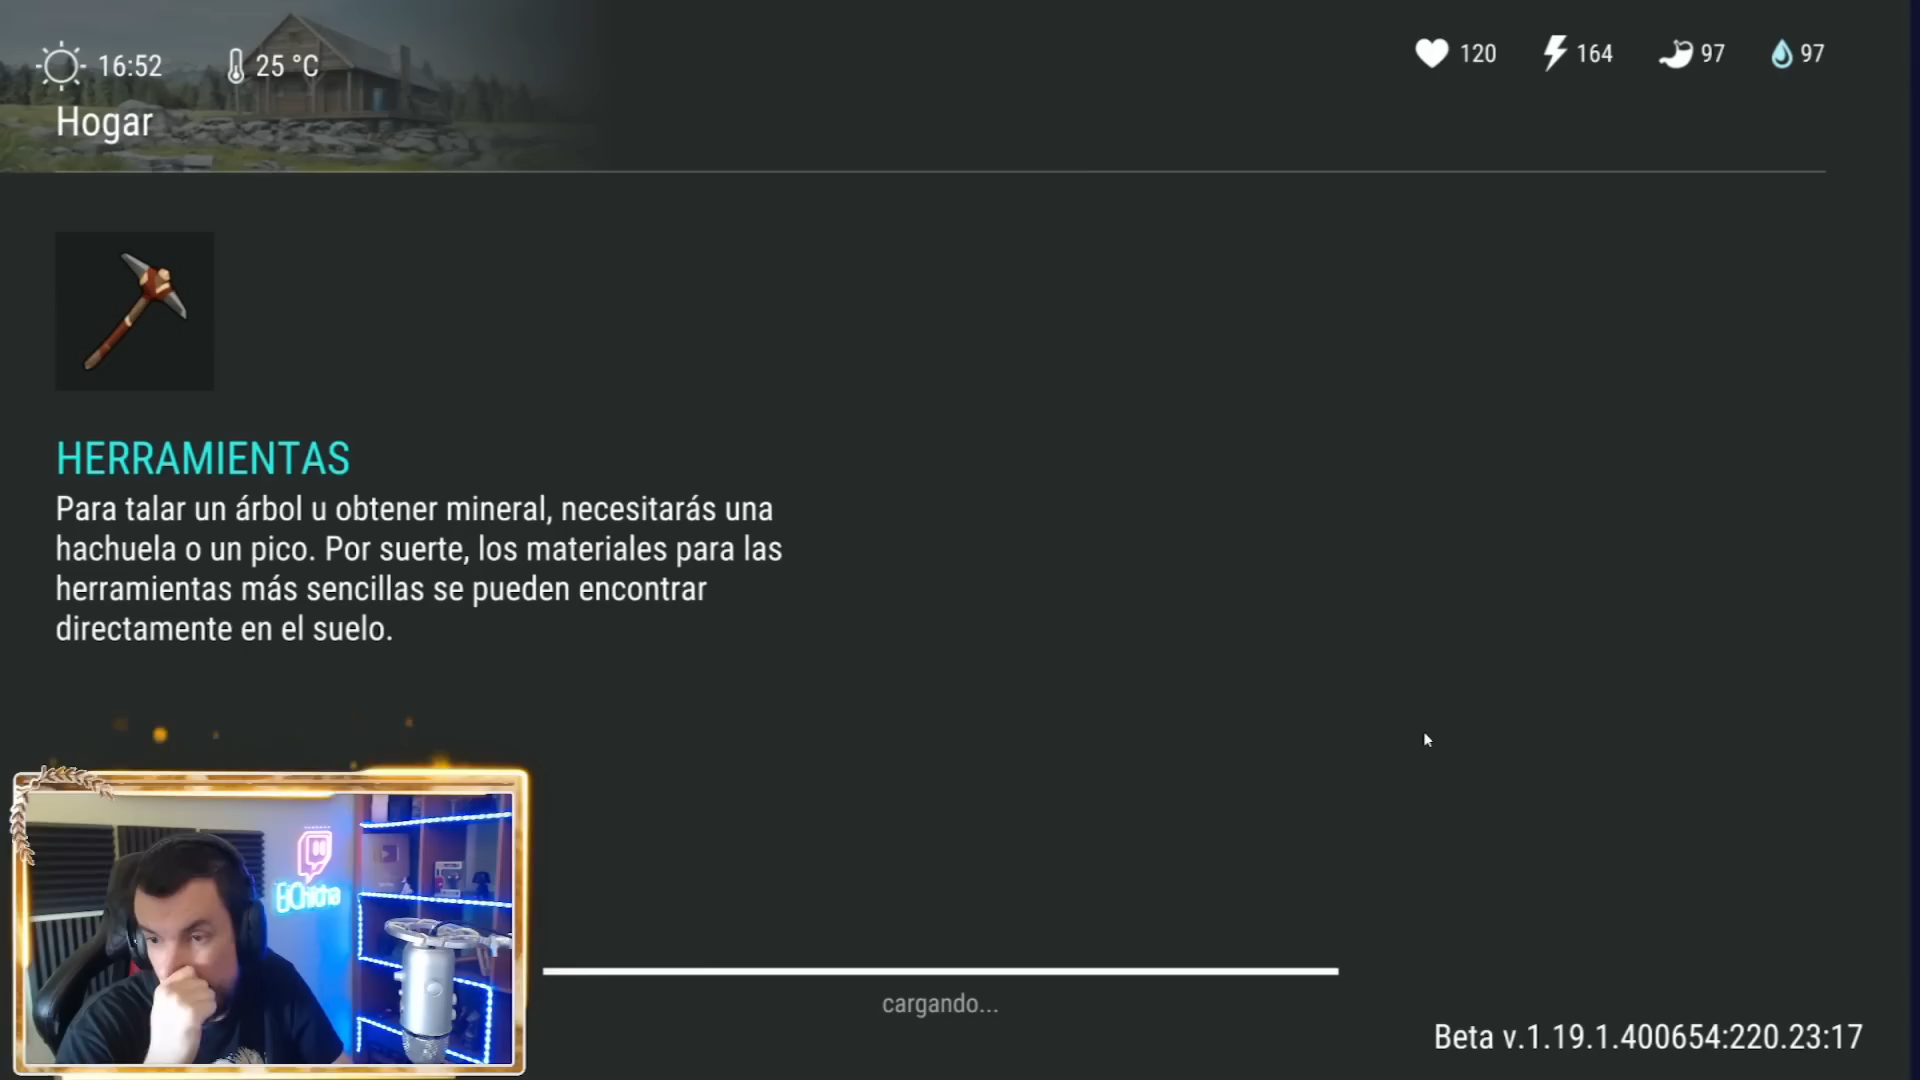 16:52
25 °C
Hogar
120
164
97
97
HERRAMIENTAS
Para talar un árbol u obtener mineral, necesitarás una
hachuela o un pico. Por suerte, los materiales para las
herramientas más sencillas se pueden encontrar
directamente en el suelo.
ElChicha
cargando...
Beta v.1.19.1.400654:220.23:17